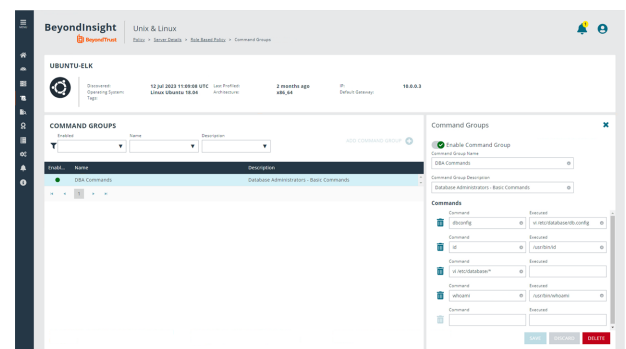 BeyondInsight
BeyondTrust
Unix & Linux
Policy > Server Details > Role Based Policy > Command Groups
UBUNTU-ELK
Discovered: 12 Jul 2023 11:09:08 UTC Last Profiled: 2 months ago IP: 10.0.0.3
Operating System: Linux Ubuntu 18.04 Architecture: x86_64 Default Gateway:
Tags:
COMMAND GROUPS
Enabled Name Description
ADD COMMAND GROUP
Enabl... Name Description
DBA Commands Database Administrators - Basic Commands
1
Command Groups
Enable Command Group
Command Group Name
DBA Commands
Command Group Description
Database Administrators - Basic Commands
Commands
Command Executed
dbconfig vi /etc/database/db.config
Command Executed
id /usr/bin/id
Command Executed
vi /etc/database/*
Command Executed
whoami /usr/bin/whoami
Command Executed
SAVE DISCARD DELETE